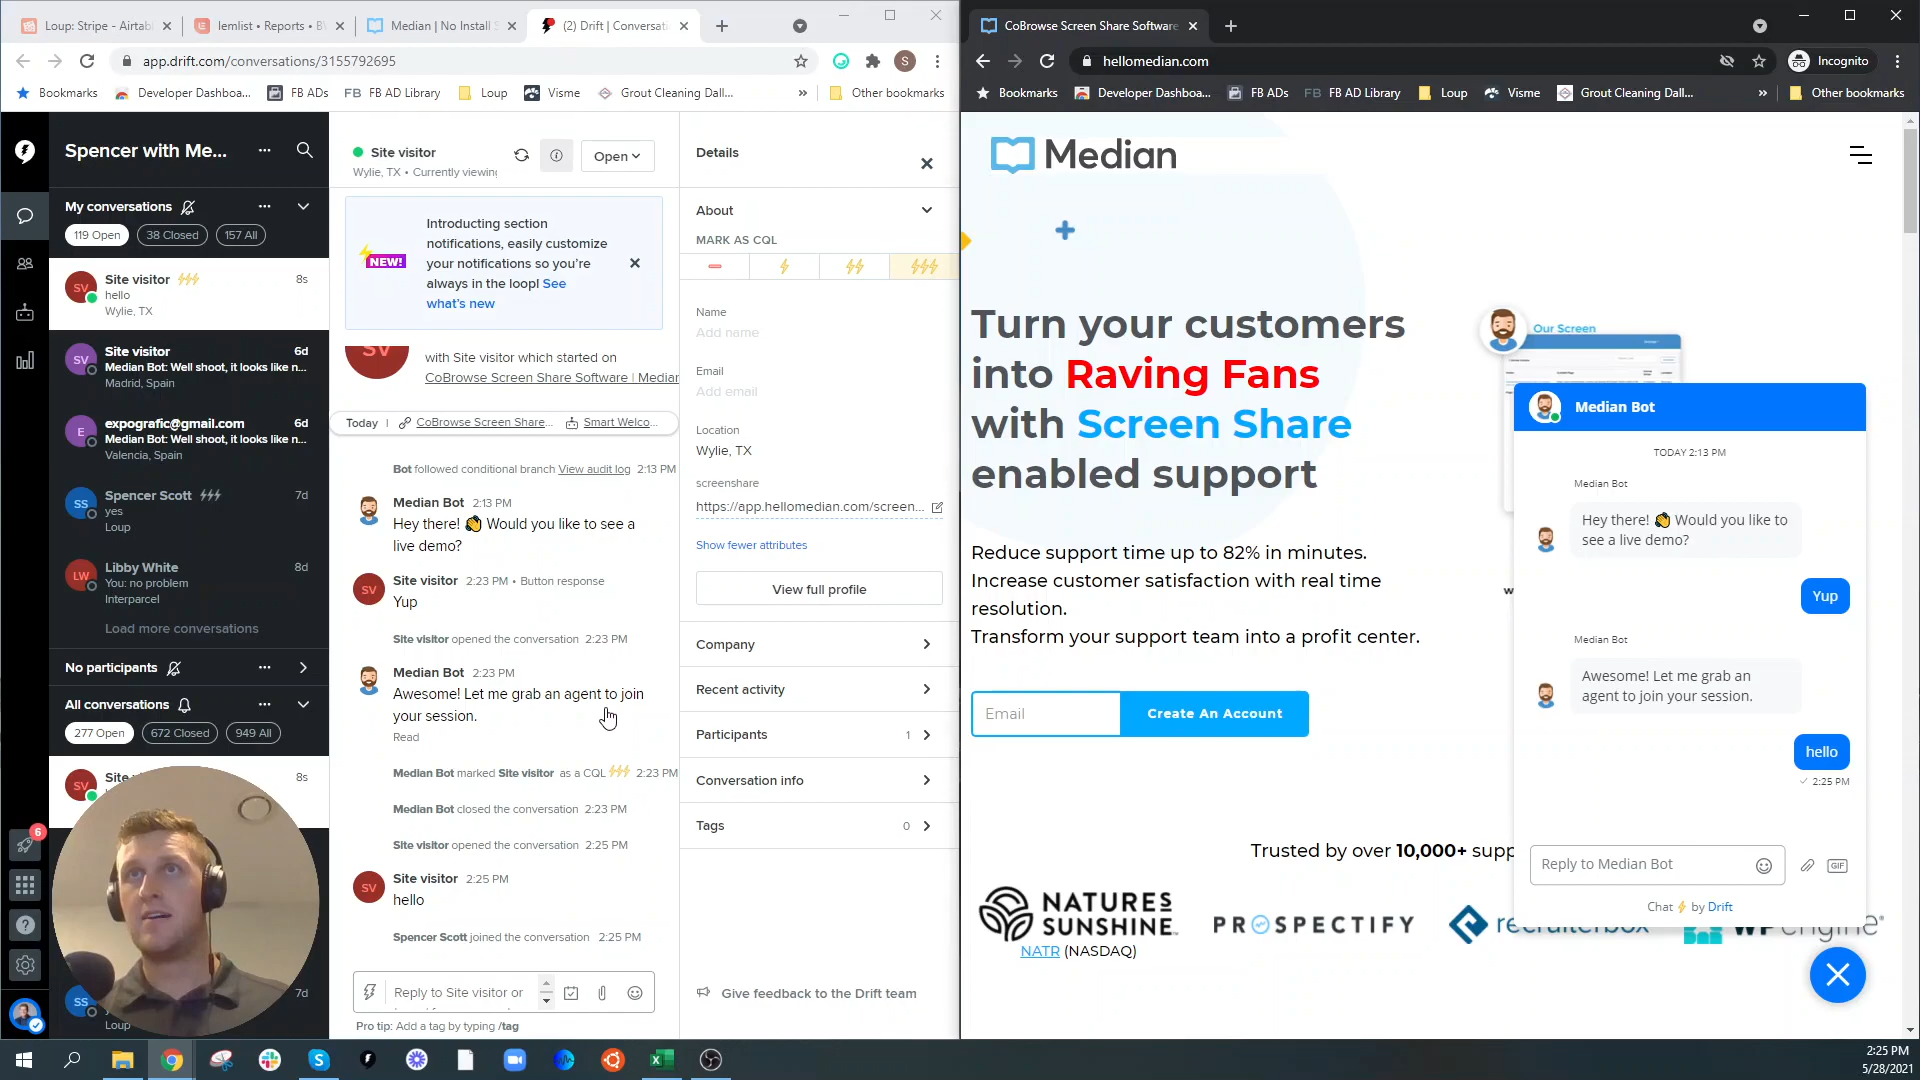 Loup: Stripe - Airtabl
lemlist • Reports • B
Median | No Install S
(2) Drift | Conversati
app.drift.com/conversations/3155792695
S
Bookmarks
Developer Dashboa...
FB ADs
FB
FB AD Library
Loup
Visme
Grout Cleaning Dall...
»
Other bookmarks
Spencer with Me...
My conversations
119 Open
38 Closed
157 All
SV
Site visitor
8s
hello
Wylie, TX
SV
Site visitor
6d
Median Bot: Well shoot, it looks like n...
Madrid, Spain
E
expografic@gmail.com
6d
Median Bot: Well shoot, it looks like n...
Valencia, Spain
SS
Spencer Scott
7d
yes
Loup
LW
Libby White
8d
You: no problem
Interparcel
Load more conversations
No participants
All conversations
277 Open
672 Closed
949 All
SV
Site
8s
6
SS
7d
Loup
Site visitor
Wylie, TX • Currently viewing
Open
NEW!
Introducing section
notifications, easily customize
your notifications so you're
always in the loop! See
what's new
SV
with Site visitor which started on
CoBrowse Screen Share Software | Median
Today
CoBrowse Screen Share...
Smart Welco...
Bot followed conditional branch View audit log 2:13 PM
Median Bot 2:13 PM
Hey there! 👋 Would you like to see a
live demo?
SV
Site visitor 2:23 PM • Button response
Yup
Site visitor opened the conversation 2:23 PM
Median Bot 2:23 PM
Awesome! Let me grab an agent to join
your session.
Read
Median Bot marked Site visitor as a CQL ⚡⚡⚡ 2:23 PM
Median Bot closed the conversation 2:23 PM
Site visitor opened the conversation 2:25 PM
SV
Site visitor 2:25 PM
hello
Spencer Scott joined the conversation 2:25 PM
Reply to Site visitor or
Pro tip: Add a tag by typing /tag
Details
About
MARK AS CQL
Name
Add name
Email
Add email
Location
Wylie, TX
screenshare
https://app.hellomedian.com/screen...
Show fewer attributes
View full profile
Company
Recent activity
Participants 1
Conversation info
Tags 0
Give feedback to the Drift team
CoBrowse Screen Share Software
hellomedian.com
Incognito
Bookmarks
Developer Dashboa...
FB ADs
FB
FB AD Library
Loup
Visme
Grout Cleaning Dall...
»
Other bookmarks
Median
Turn your customers
into Raving Fans
with Screen Share
enabled support
Our Screen
Reduce support time up to 82% in minutes.
Increase customer satisfaction with real time
resolution.
Transform your support team into a profit center.
Email
Create An Account
Trusted by over 10,000+ supp
NATURES
SUNSHINE
NATR (NASDAQ)
PROSPECTIFY
recruiterbox
WP engine
Median Bot
TODAY 2:13 PM
Median Bot
Hey there! 👋 Would you like to
see a live demo?
Yup
Median Bot
Awesome! Let me grab an
agent to join your session.
hello
2:25 PM
Reply to Median Bot
GIF
Chat ⚡ by Drift
2:25 PM
5/28/2021